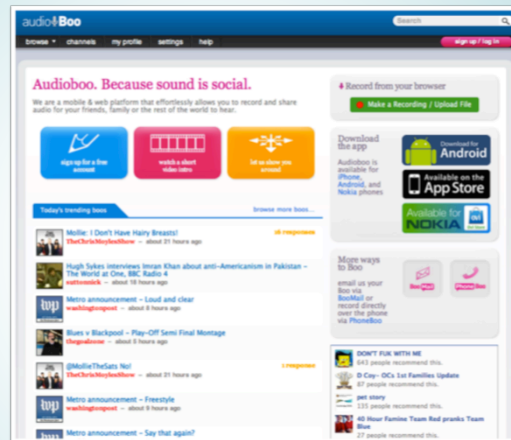 audioBoo
Search
browse channels my profile settings help
sign up / log in
Audioboo. Because sound is social.
We are a mobile & web platform that effortlessly allows you to record and share
audio for your friends, family or the rest of the world to hear.
sign up for a free
account
watch a short
video intro
let us show you
around
Today's trending boos
browse more boos...
Mollie: I Don't Have Hairy Breasts!
TheChrisMoylesShow - about 21 hours ago
Hugh Sykes interviews Imran Khan about anti-Americanism in Pakistan -
The World at One, BBC Radio 4
- about 18 hours ago
Metro announcement - Loud and clear
washingtonpost - about 8 hours ago
Blues v Blackpool - Play-Off Semi Final Montage
thegoalzone - about 5 hours ago
@MollieTheSats No!
1 response
TheChrisMoylesShow - about 21 hours ago
Metro announcement - Freestyle
washingtonpost - about 8 hours ago
Metro announcement - Say that again?
Record from your browser
Make a Recording / Upload File
Download
the app
Audioboo is
available for
iPhone,
Android, and
Nokia phones
Download for
Android
Available on the
App Store
Available for
NOKIA
ovi
More ways
to Boo
email us your
Boo via
BooMail or
record directly
over the phone
via PhoneBoo
BooMail
PhoneBoo
DON'T FUK WITH ME
643 people recommend this.
D Coy- OCs 1st Families Update
87 people recommend this.
pet story
155 people recommend this.
40 Hour Famine Team Red pranks Team
Blue
27 people recommend this.
wp
wp
wp